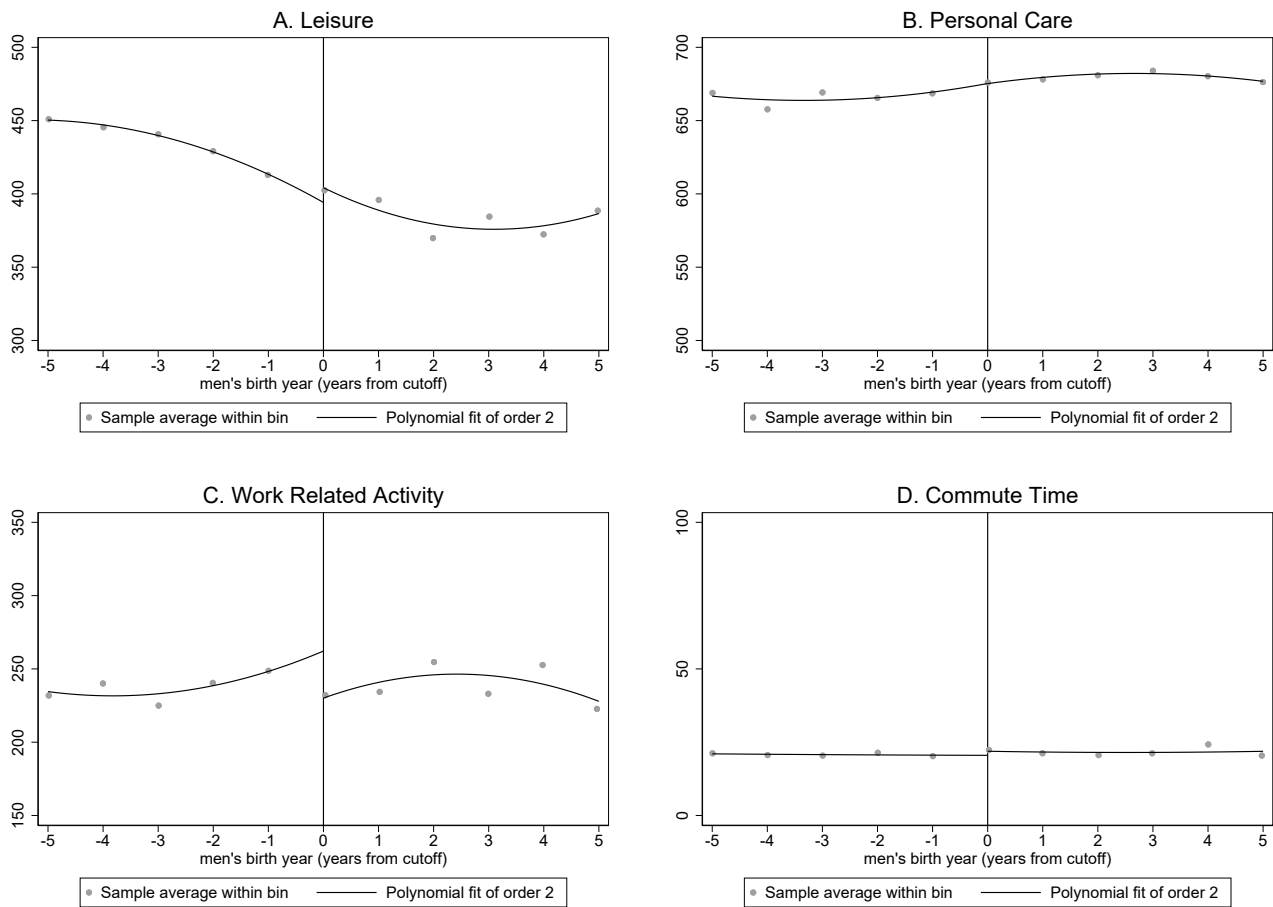 A. Leisure
500
450
400
350
300
-5 -4 -3 -2 -1 0 1 2 3 4 5
men's birth year (years from cutoff)
Sample average within bin Polynomial fit of order 2
B. Personal Care
700
650
600
550
500
-5 -4 -3 -2 -1 0 1 2 3 4 5
men's birth year (years from cutoff)
Sample average within bin Polynomial fit of order 2
C. Work Related Activity
350
300
250
200
150
-5 -4 -3 -2 -1 0 1 2 3 4 5
men's birth year (years from cutoff)
Sample average within bin Polynomial fit of order 2
D. Commute Time
100
50
0
-5 -4 -3 -2 -1 0 1 2 3 4 5
men's birth year (years from cutoff)
Sample average within bin Polynomial fit of order 2